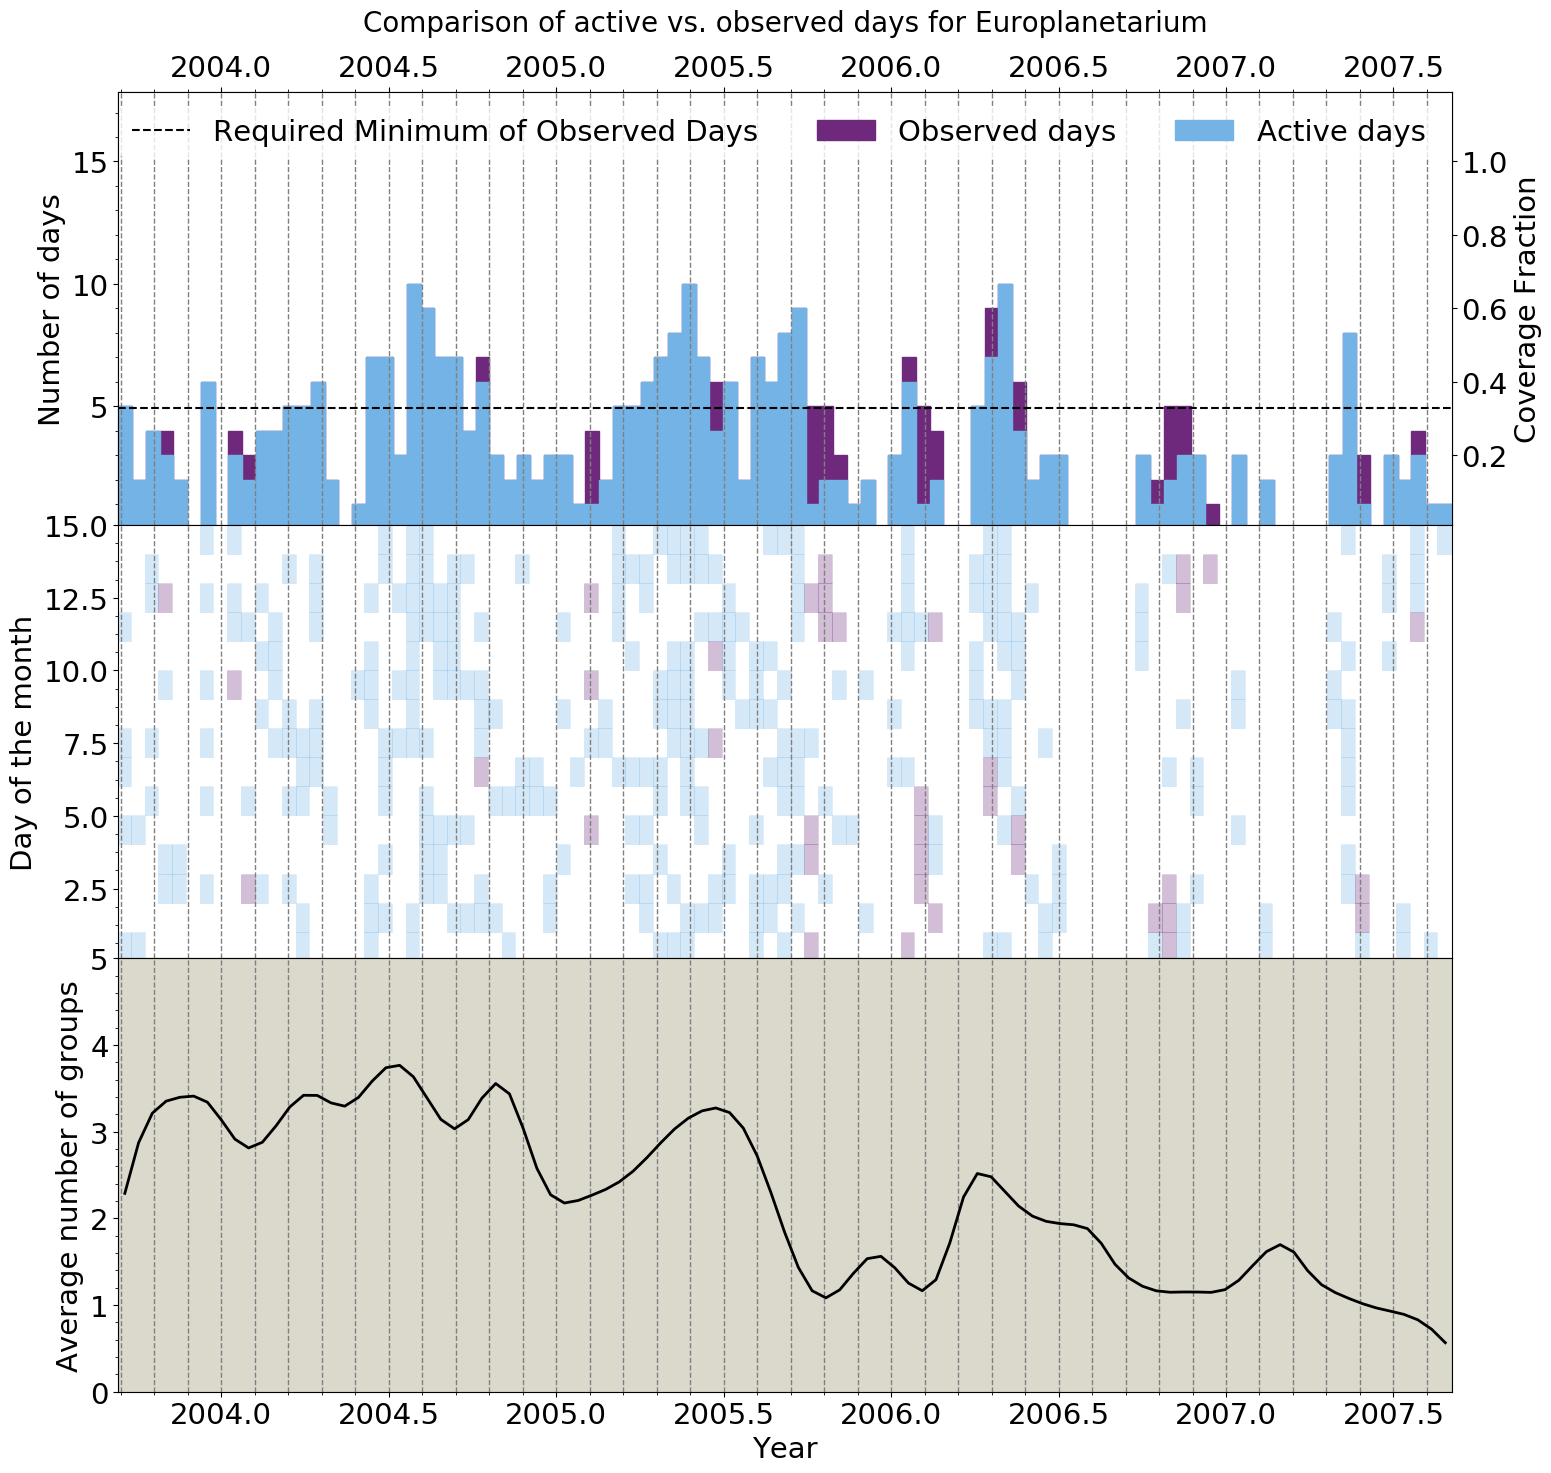 Comparison of active vs. observed days for Europlanetarium
2004.0 2004.5 2005.0 2005.5 2006.0 2006.5 2007.0 2007.5
Required Minimum of Observed Days Observed days Active days
15
10
5
Number of days
1.0
0.8
0.6
0.4
0.2
Coverage Fraction
15.0
12.5
10.0
7.5
5.0
2.5
Day of the month
5
4
3
2
1
0
Average number of groups
2004.0 2004.5 2005.0 2005.5 2006.0 2006.5 2007.0 2007.5
Year